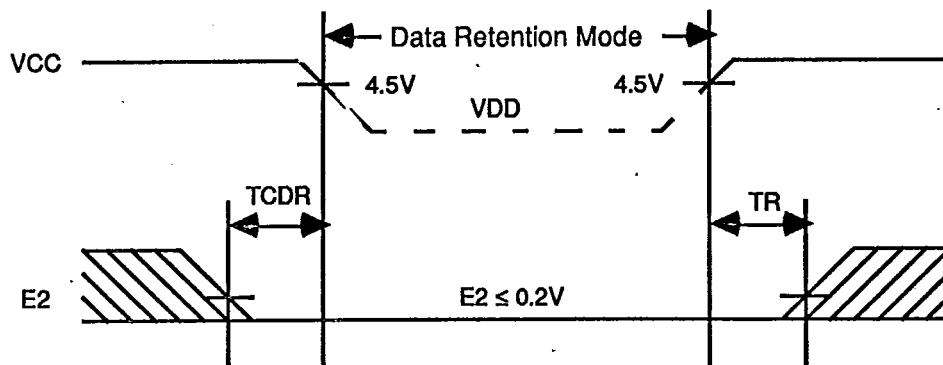 Data Retention Mode
VCC
4.5V
4.5V
VDD
TCDR
TR
E2
E2 ≤ 0.2V